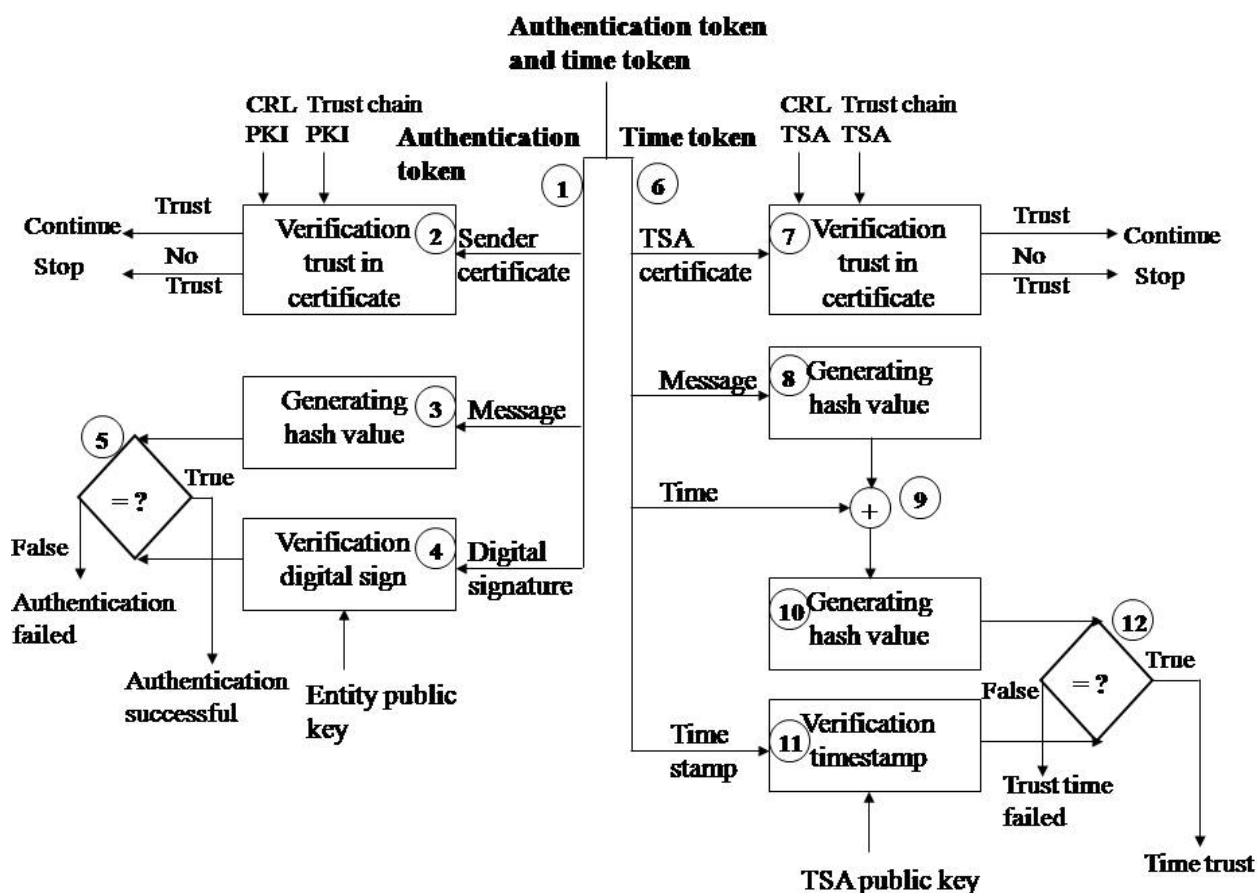 Authentication token
and time token
CRL
PKI
Trust chain
PKI
Authentication
token
Time token
CRL
TSA
Trust chain
TSA
1
6
Continue
Stop
Trust
No
Trust
Verification
trust in
certificate
2
Sender
certificate
TSA
certificate
7
Verification
trust in
certificate
Trust
No
Trust
Continue
Stop
Generating
hash value
3
Message
Message
8
Generating
hash value
5
= ?
True
False
Time
+
9
Verification
digital sign
4
Digital
signature
Authentication
failed
Authentication
successful
Entity public
key
10
Generating
hash value
12
= ?
True
False
Time
stamp
11
Verification
timestamp
Trust time
failed
Time trust
TSA public key